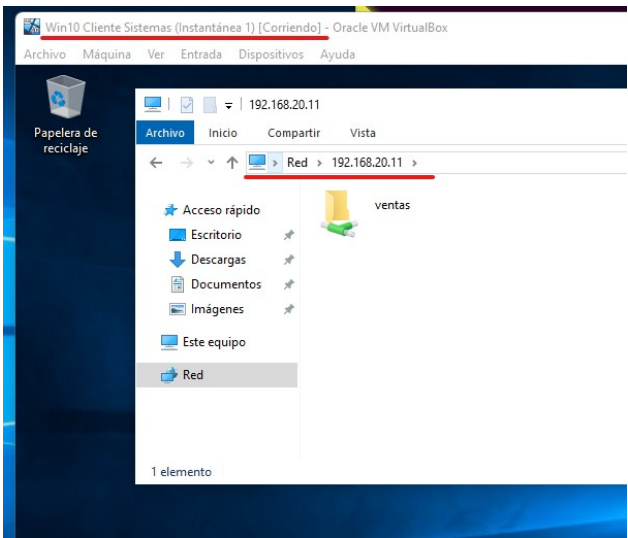 Win10 Cliente Sistemas (Instantánea 1) [Corriendo] - Oracle VM VirtualBox
Archivo Máquina Ver Entrada Dispositivos Ayuda
Papelera de
reciclaje
192.168.20.11
Archivo Inicio Compartir Vista
Red > 192.168.20.11 >
Acceso rápido
Escritorio
Descargas
Documentos
Imágenes
Este equipo
Red
ventas
1 elemento